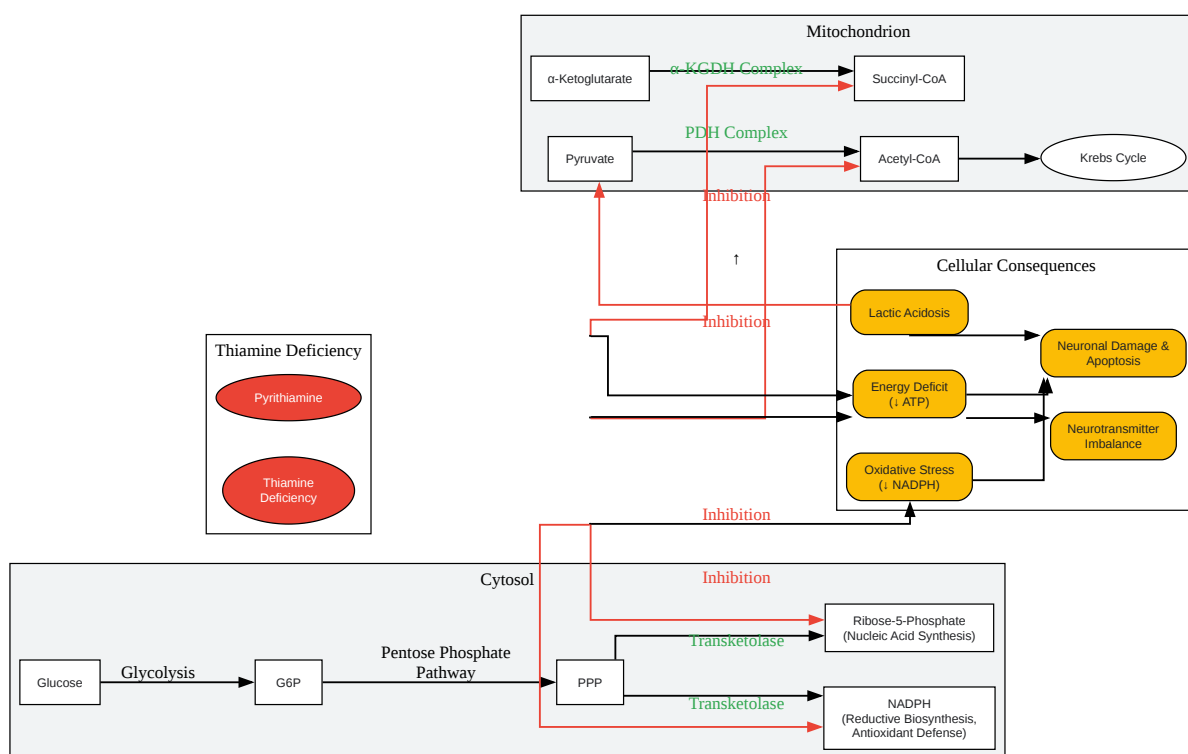 Mitochondrion
α-Ketoglutarate
α-KGDH Complex
Succinyl-CoA
PDH Complex
Pyruvate
Acetyl-CoA
Krebs Cycle
Inhibition
↑
Cellular Consequences
Lactic Acidosis
Inhibition
Neuronal Damage &
Apoptosis
Thiamine Deficiency
Pyrithiamine
Energy Deficit
(↓ ATP)
Neurotransmitter
Imbalance
Thiamine
Deficiency
Oxidative Stress
(↓ NADPH)
Inhibition
Cytosol
Inhibition
Ribose-5-Phosphate
(Nucleic Acid Synthesis)
Transketolase
Pentose Phosphate
Pathway
Glycolysis
Glucose
G6P
PPP
Transketolase
NADPH
(Reductive Biosynthesis,
Antioxidant Defense)